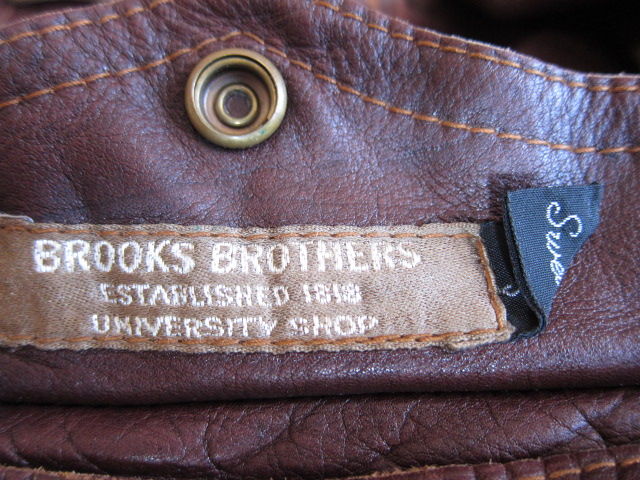 BROOKS BROTHERS
ESTABLISHED 1818
UNIVERSITY SHOP